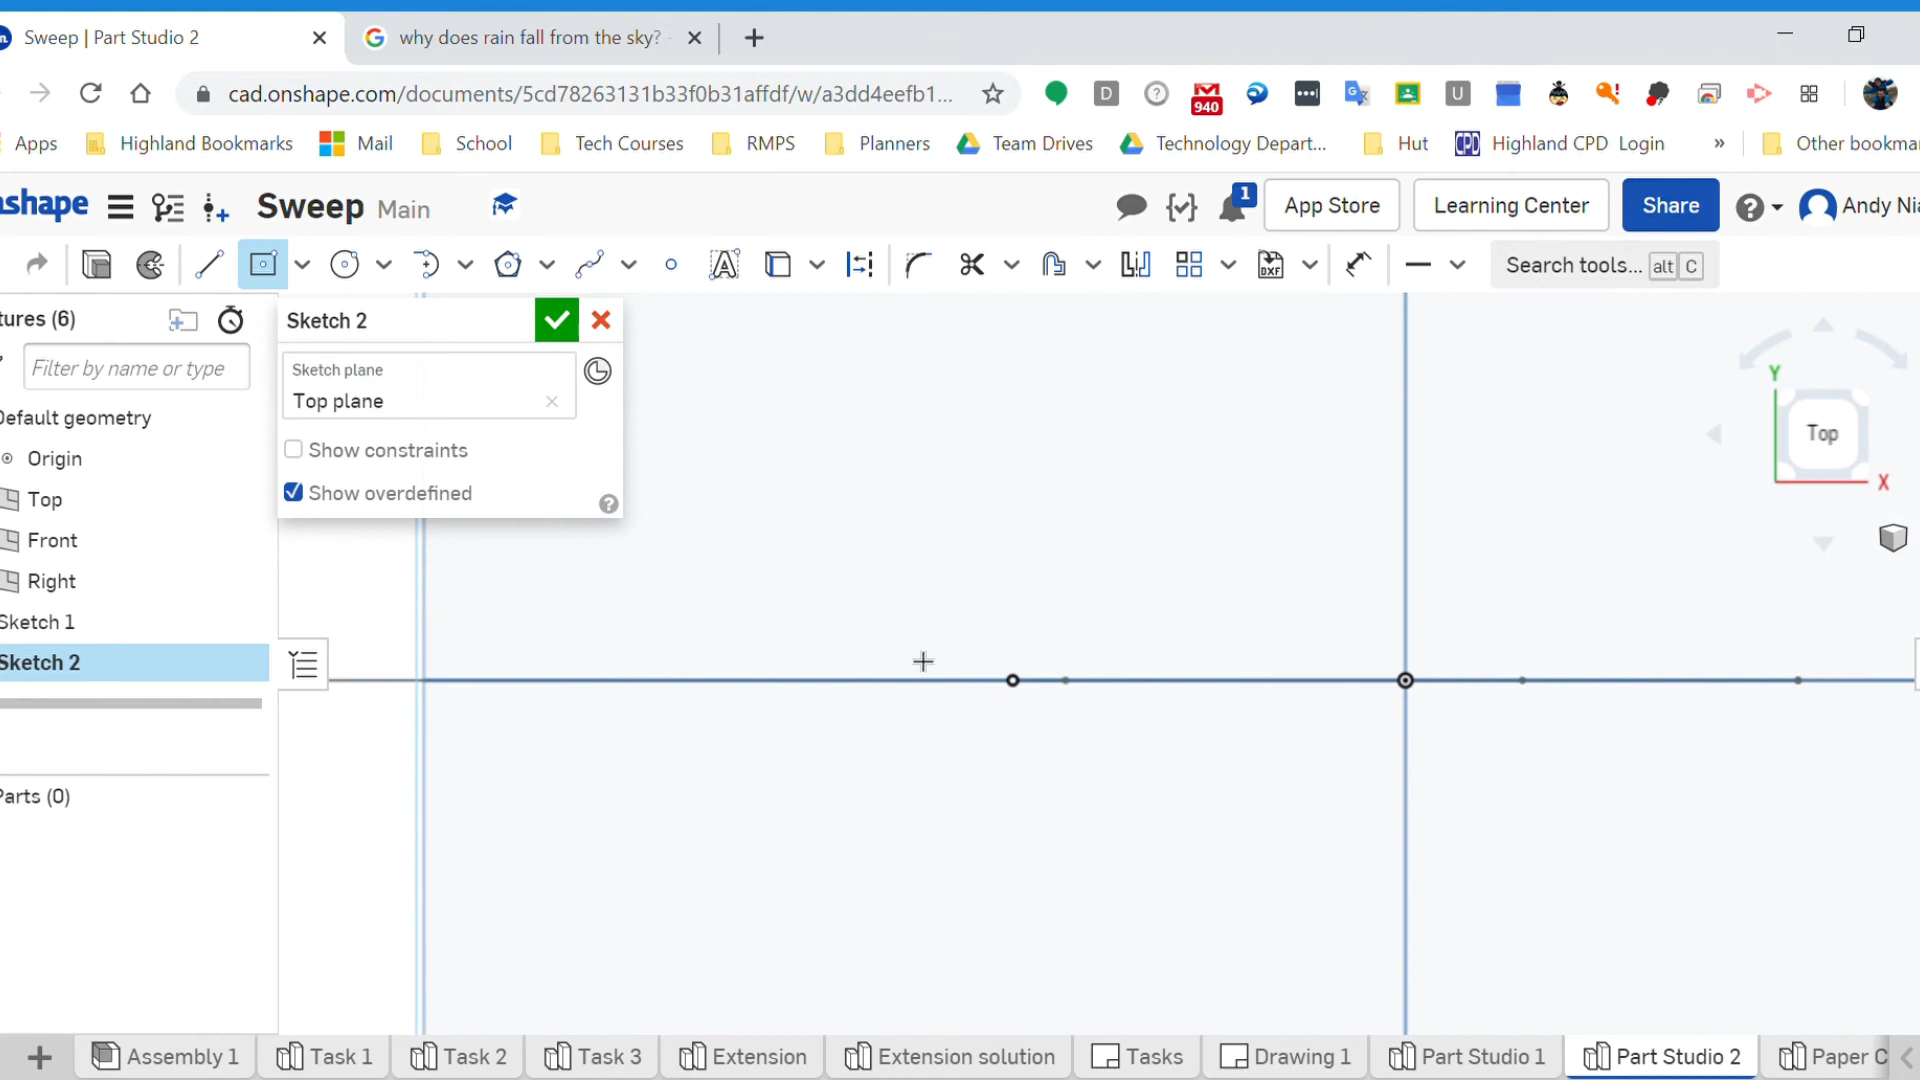 Sweep | Part Studio 2
why does rain fall from the sky?
cad.onshape.com/documents/5cd78263131b33f0b31affdf/w/a3dd4eefb1...
D
940
U
Apps
Highland Bookmarks
Mail
School
Tech Courses
RMPS
Planners
Team Drives
Technology Depart...
Hut
CPD
Highland CPD Login
»
Other bookma
nshape
Sweep Main
1
App Store
Learning Center
Share
Andy Nia
DXF
Search tools... alt C
tures (6)
Filter by name or type
Default geometry
Origin
Top
Front
Right
Sketch 1
Sketch 2
Parts (0)
Sketch 2
Sketch plane
Top plane
Show constraints
Show overdefined
Y
Top
X
Assembly 1
Task 1
Task 2
Task 3
Extension
Extension solution
Tasks
Drawing 1
Part Studio 1
Part Studio 2
Paper C